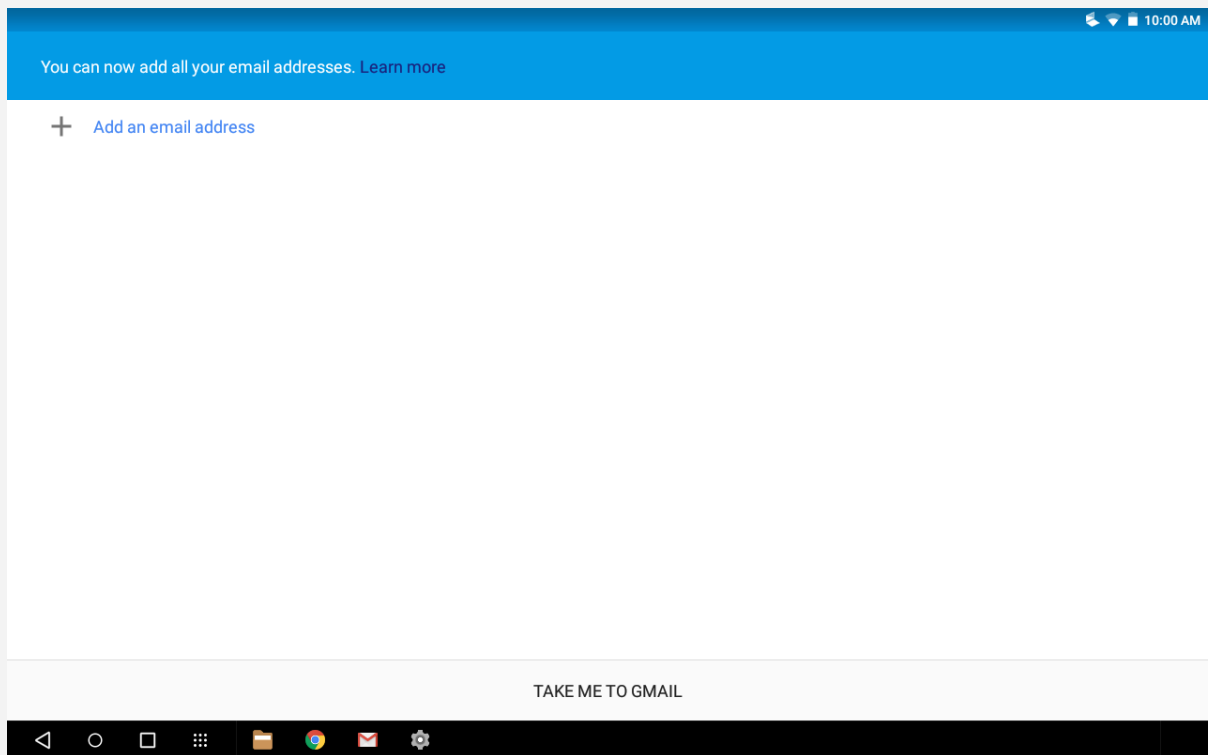 10:00 AM
You can now add all your email addresses. Learn more
Add an email address
TAKE ME TO GMAIL